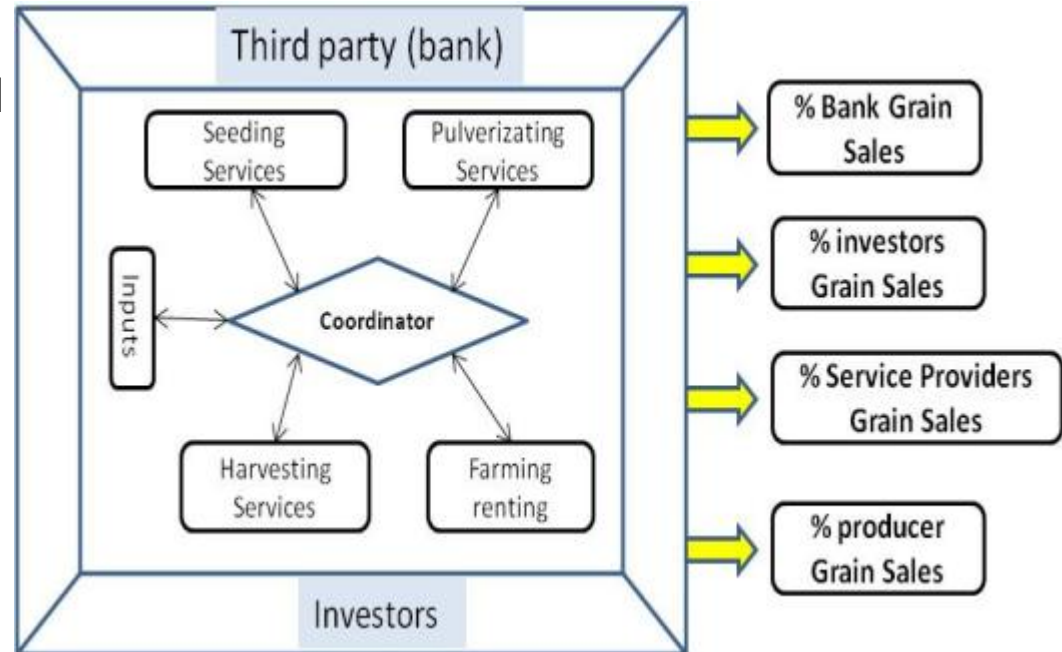 Third party (bank)
Seeding
Services
Pulverizating
Services
Inputs
Coordinator
Harvesting
Services
Farming
renting
Investors
% Bank Grain
Sales
% investors
Grain Sales
% Service Providers
Grain Sales
% producer
Grain Sales